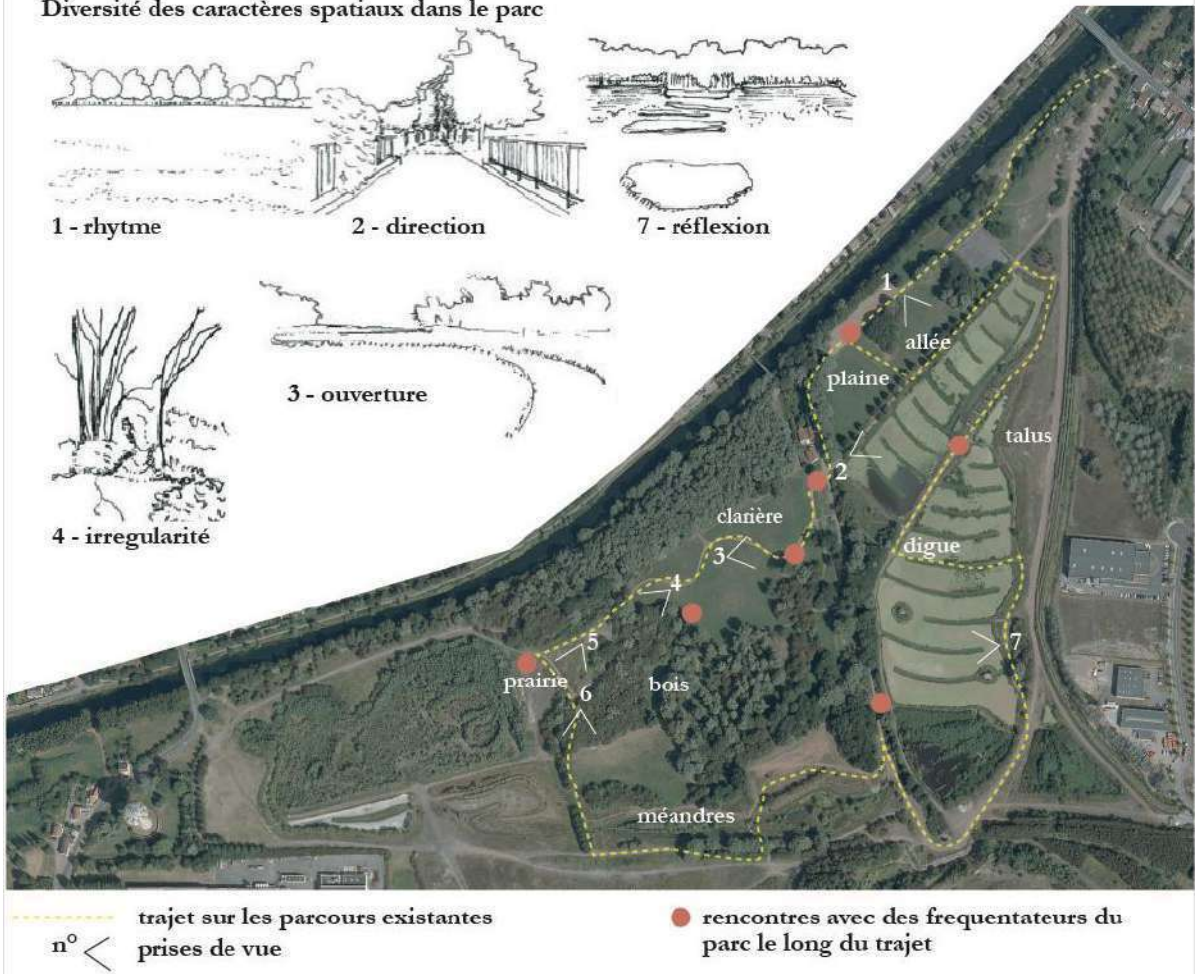 Diversité des caractères spatiaux dans le parc
1 - rhytme
2 - direction
7 - réflexion
3 - ouverture
4 - irregularité
1
allée
plaine
talus
2
clarière
3
digue
4
7
5
prairie
bois
6
méandres
trajet sur les parcours existantes
n° prises de vue
rencontres avec des frequentateurs du
parc le long du trajet